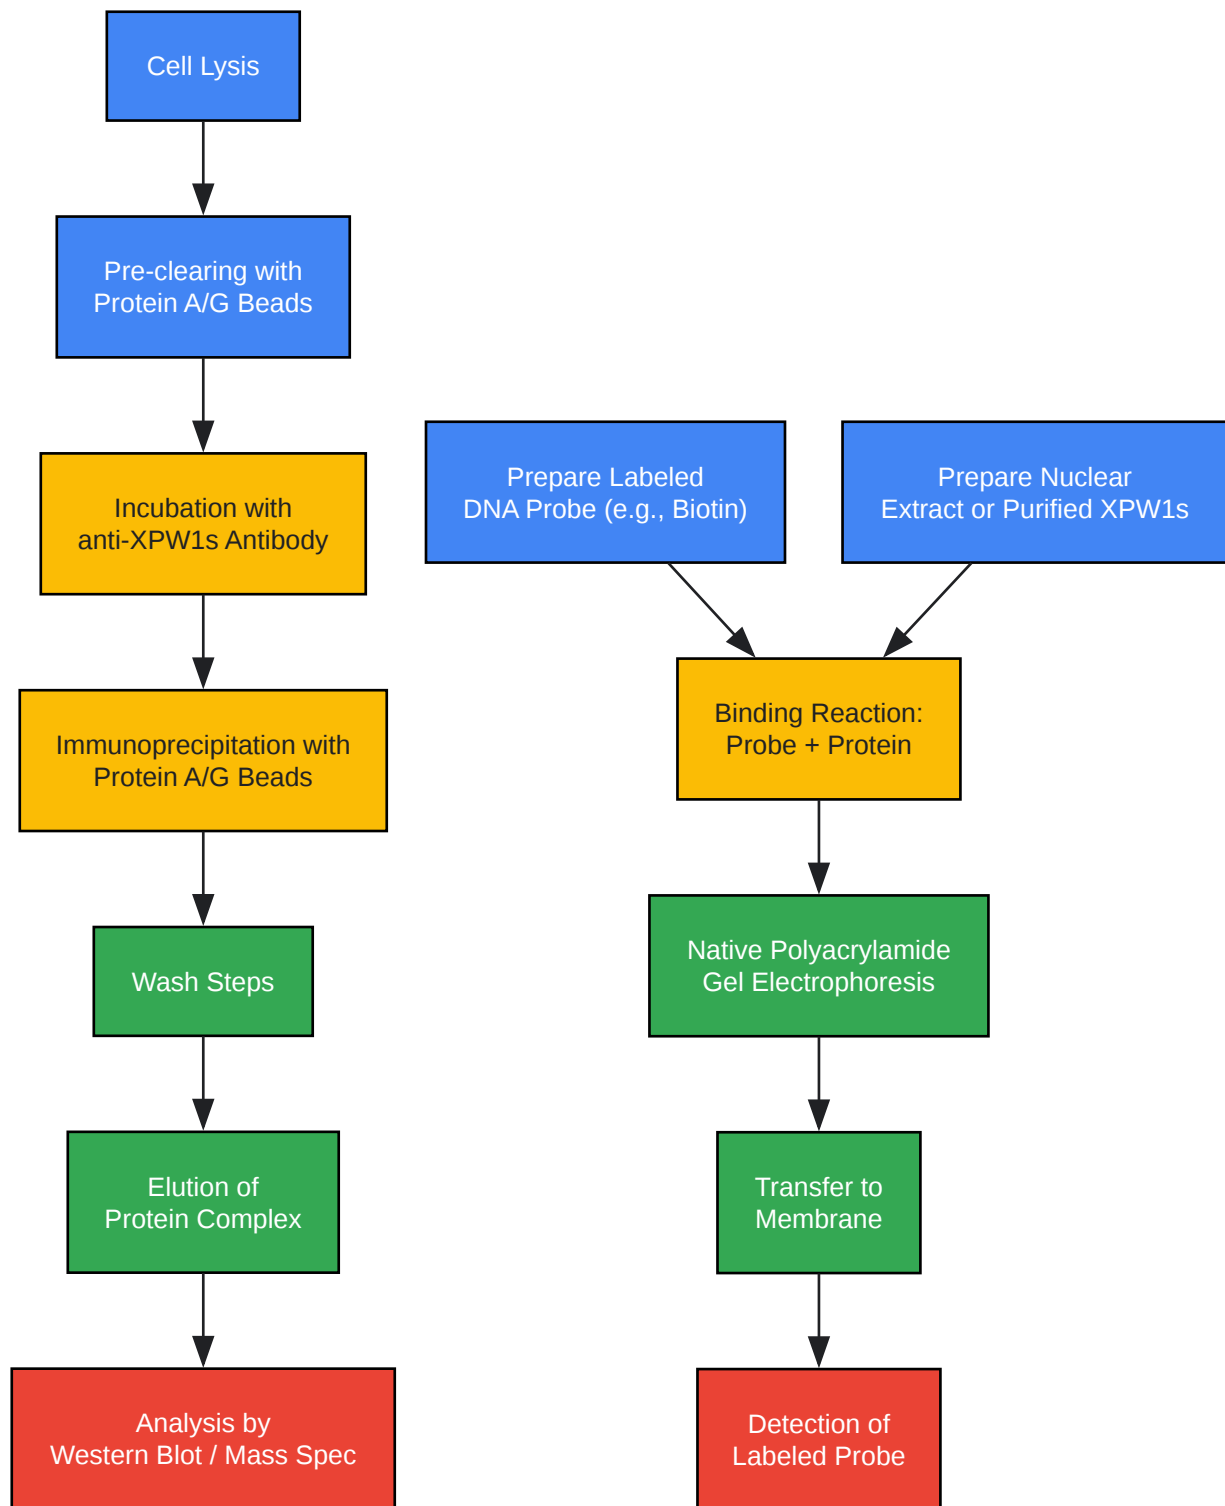 Cell Lysis
Pre-clearing with
Protein A/G Beads
Incubation with
anti-XPW1s Antibody
Immunoprecipitation with
Protein A/G Beads
Wash Steps
Elution of
Protein Complex
Analysis by
Western Blot / Mass Spec
Prepare Labeled
DNA Probe (e.g., Biotin)
Prepare Nuclear
Extract or Purified XPW1s
Binding Reaction:
Probe + Protein
Native Polyacrylamide
Gel Electrophoresis
Transfer to
Membrane
Detection of
Labeled Probe